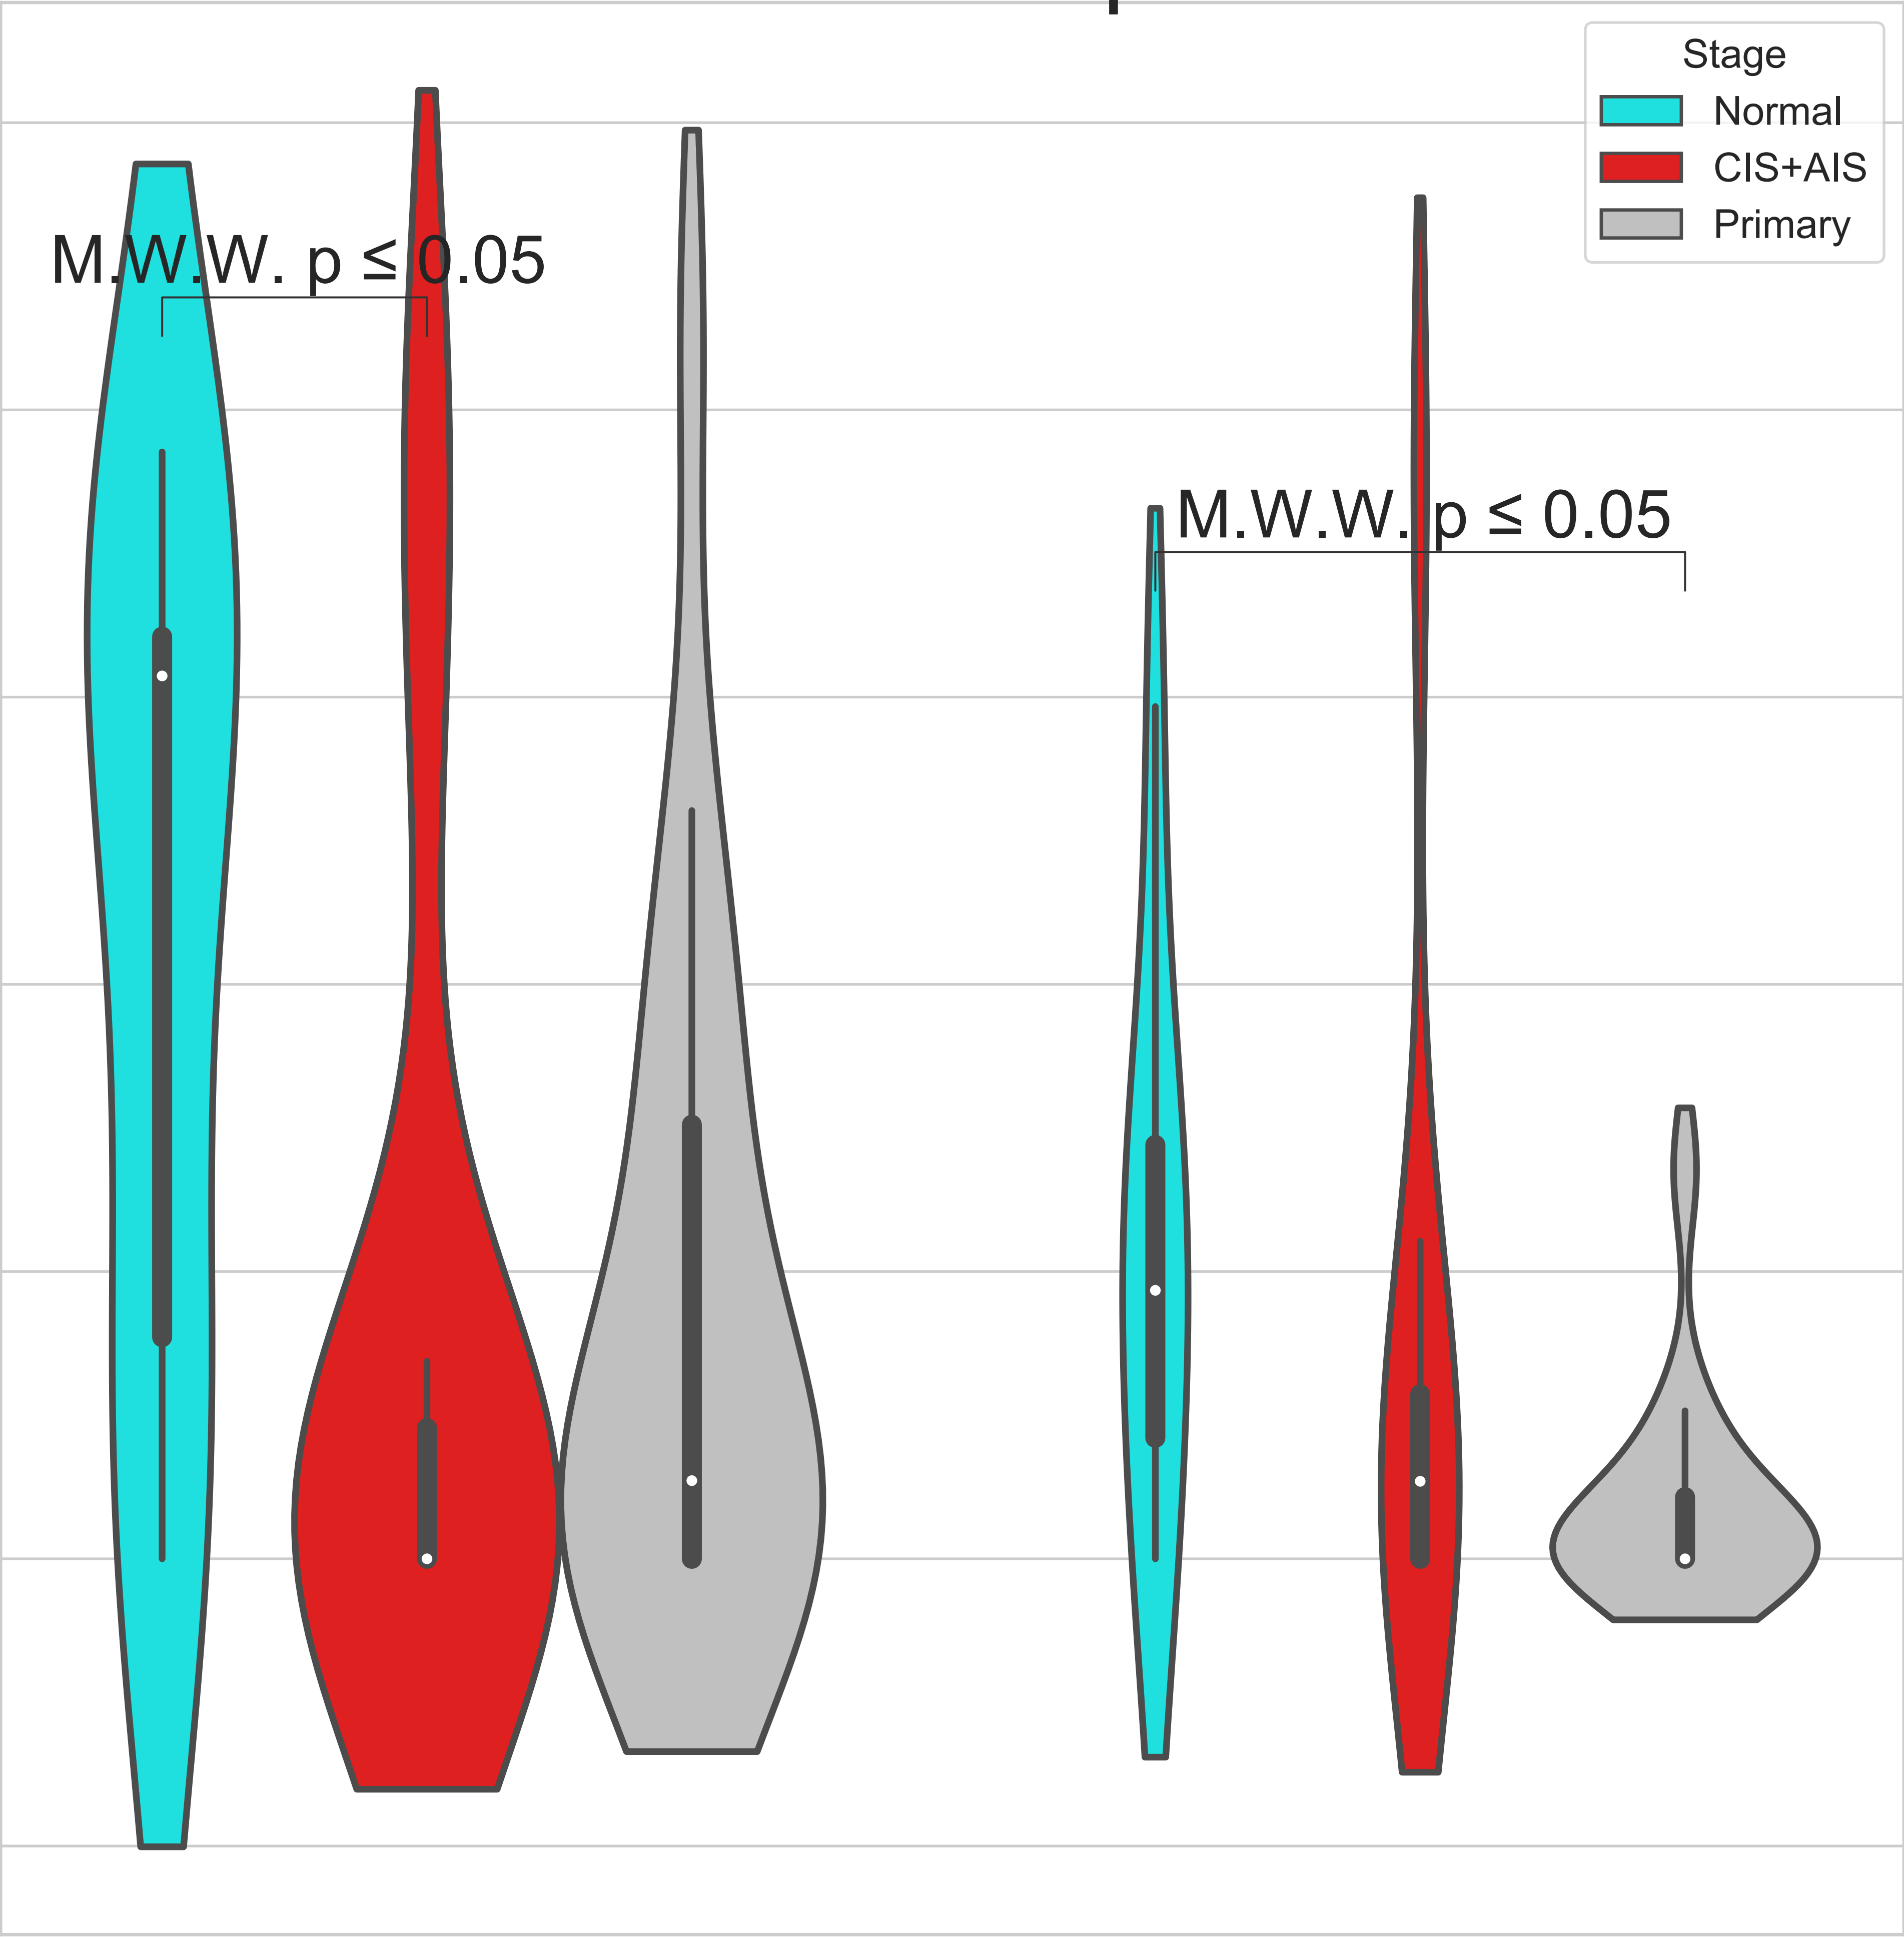 Stage
Normal
CIS+AIS
Primary
M.W.W. p ≤ 0.05
M.W.W. p ≤ 0.05